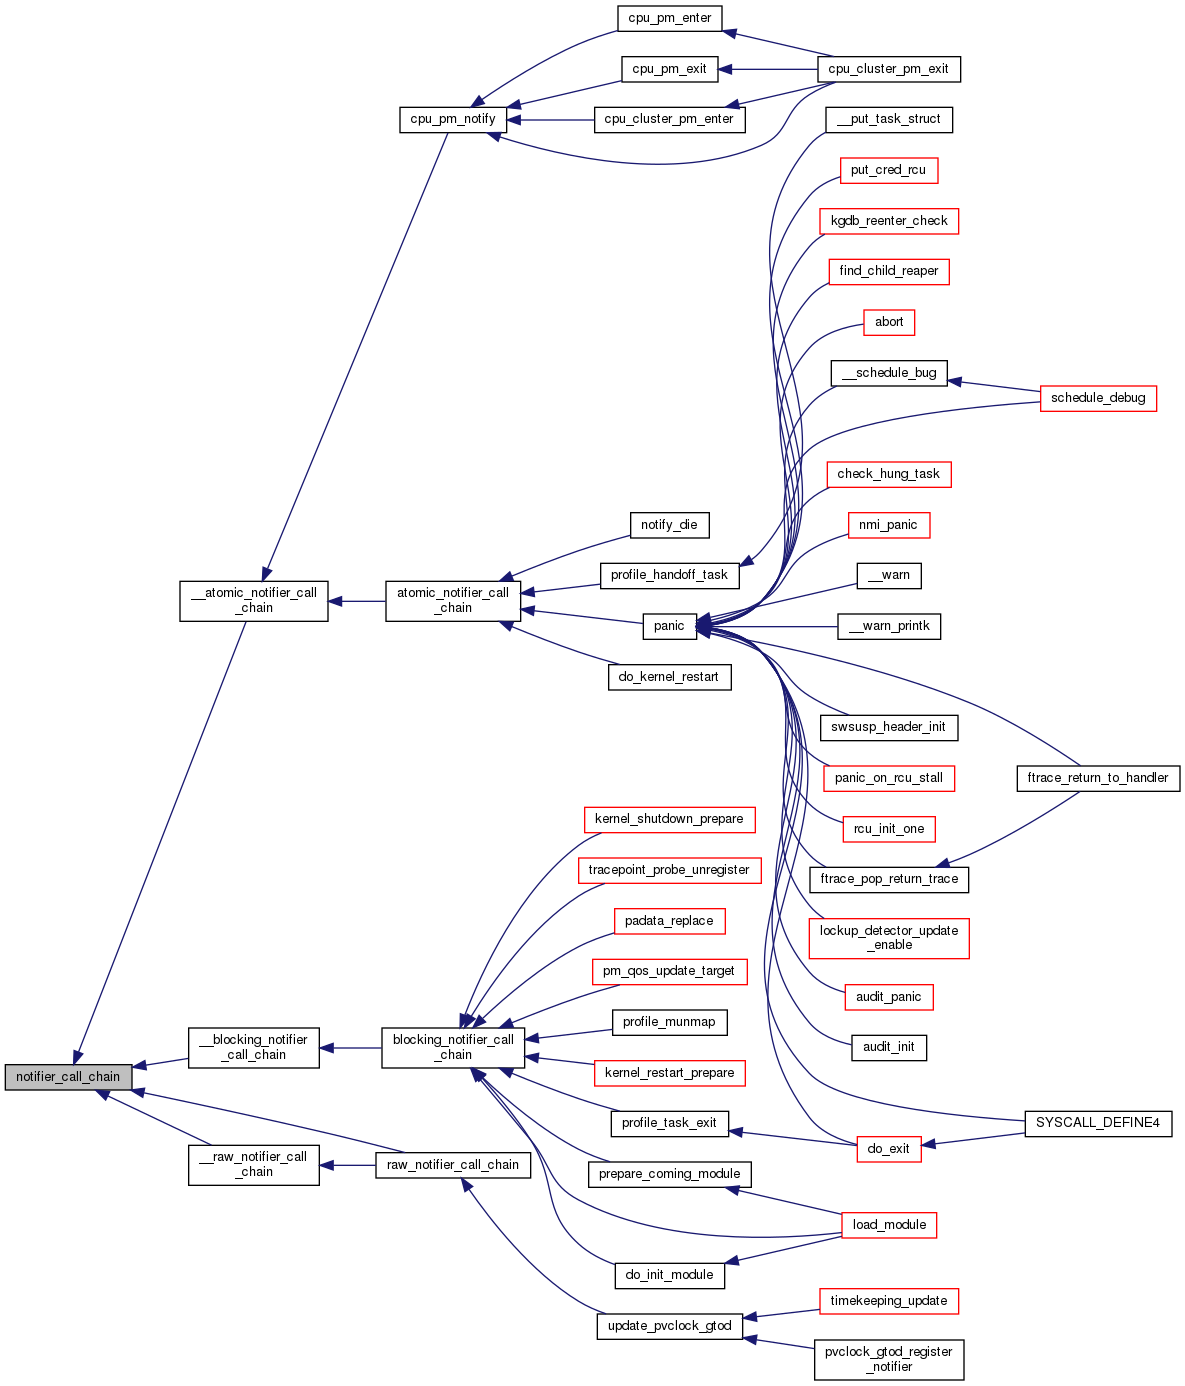 cpu_pm_enter
cpu_pm_exit
cpu_cluster_pm_exit
cpu_pm_notify
cpu_cluster_pm_enter
__put_task_struct
put_cred_rcu
kgdb_reenter_check
find_child_reaper
abort
__schedule_bug
schedule_debug
check_hung_task
notify_die
nmi_panic
profile_handoff_task
__warn
__atomic_notifier_call
_chain
atomic_notifier_call
_chain
panic
__warn_printk
do_kernel_restart
swsusp_header_init
panic_on_rcu_stall
ftrace_return_to_handler
kernel_shutdown_prepare
rcu_init_one
tracepoint_probe_unregister
ftrace_pop_return_trace
padata_replace
lockup_detector_update
_enable
pm_qos_update_target
audit_panic
profile_munmap
__blocking_notifier
_call_chain
blocking_notifier_call
_chain
audit_init
notifier_call_chain
kernel_restart_prepare
profile_task_exit
SYSCALL_DEFINE4
do_exit
__raw_notifier_call
_chain
raw_notifier_call_chain
prepare_coming_module
load_module
do_init_module
timekeeping_update
update_pvclock_gtod
pvclock_gtod_register
_notifier